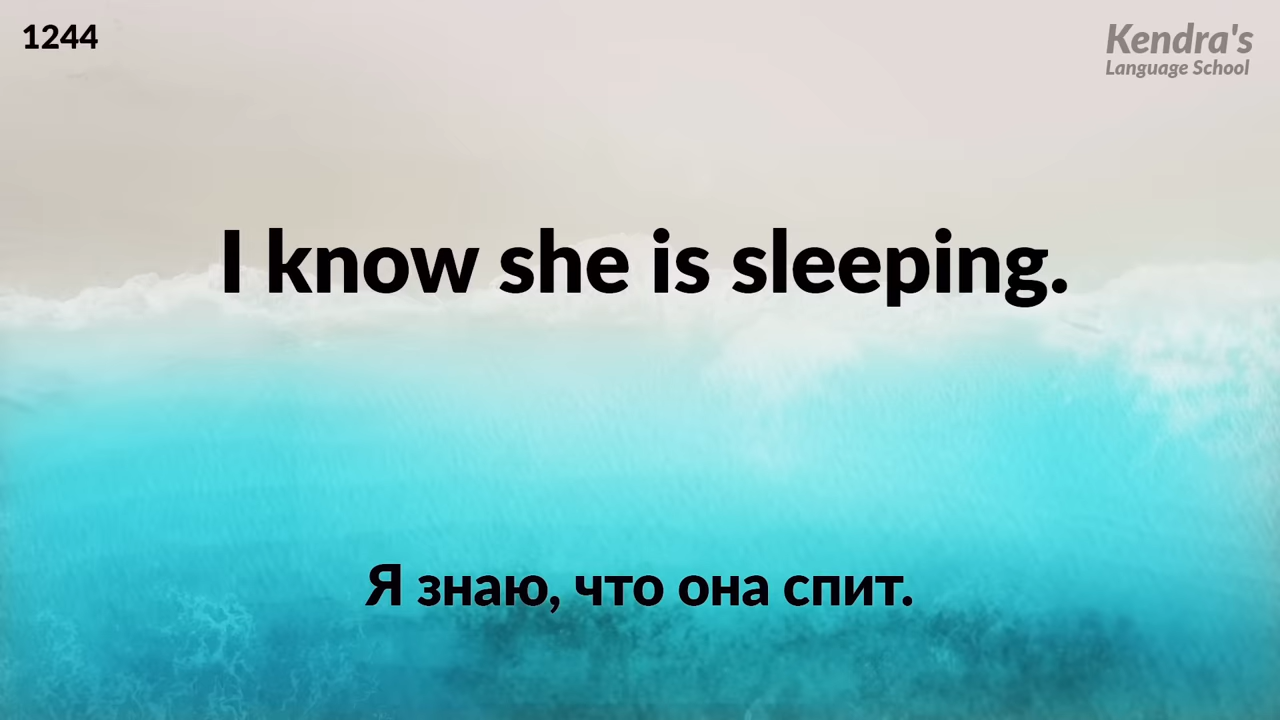 1244
Kendra's
Language School
I know she is sleeping.
Я знаю, что она спит.